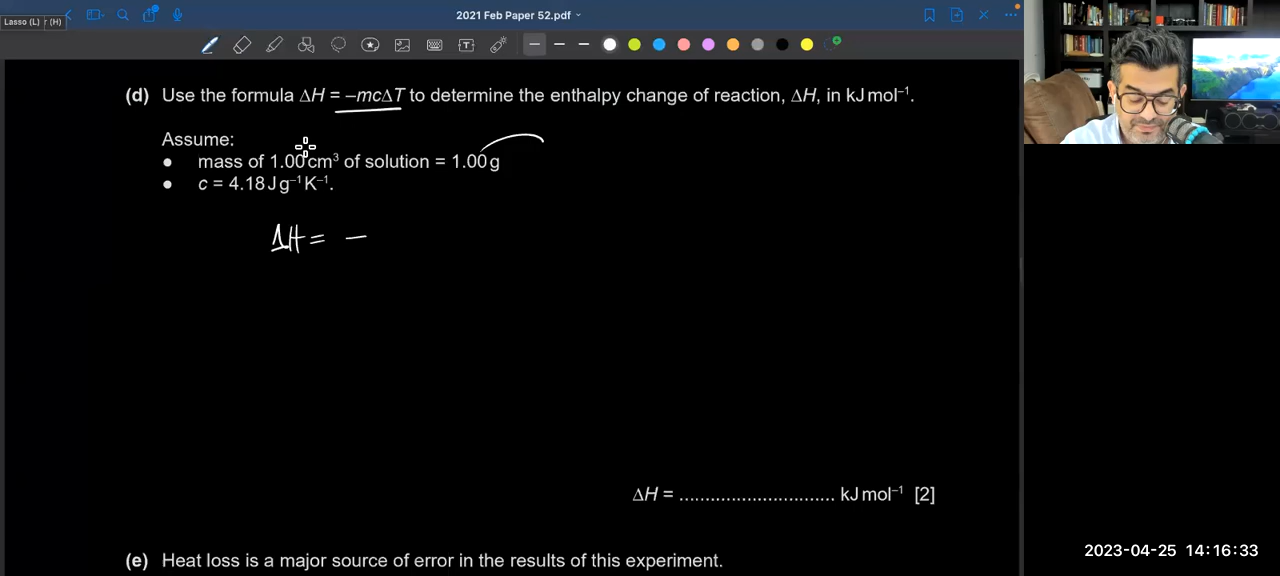 2021 Feb Paper 52.pdf
Lasso (L)
(H)
(d) Use the formula ΔH = −mcΔT to determine the enthalpy change of reaction, ΔH, in kJ mol⁻¹.
Assume:
● mass of 1.00 cm³ of solution = 1.00 g
● c = 4.18 J g⁻¹ K⁻¹.
ΔH = −
ΔH = ............................. kJ mol⁻¹ [2]
(e) Heat loss is a major source of error in the results of this experiment.
2023-04-25 14:16:33